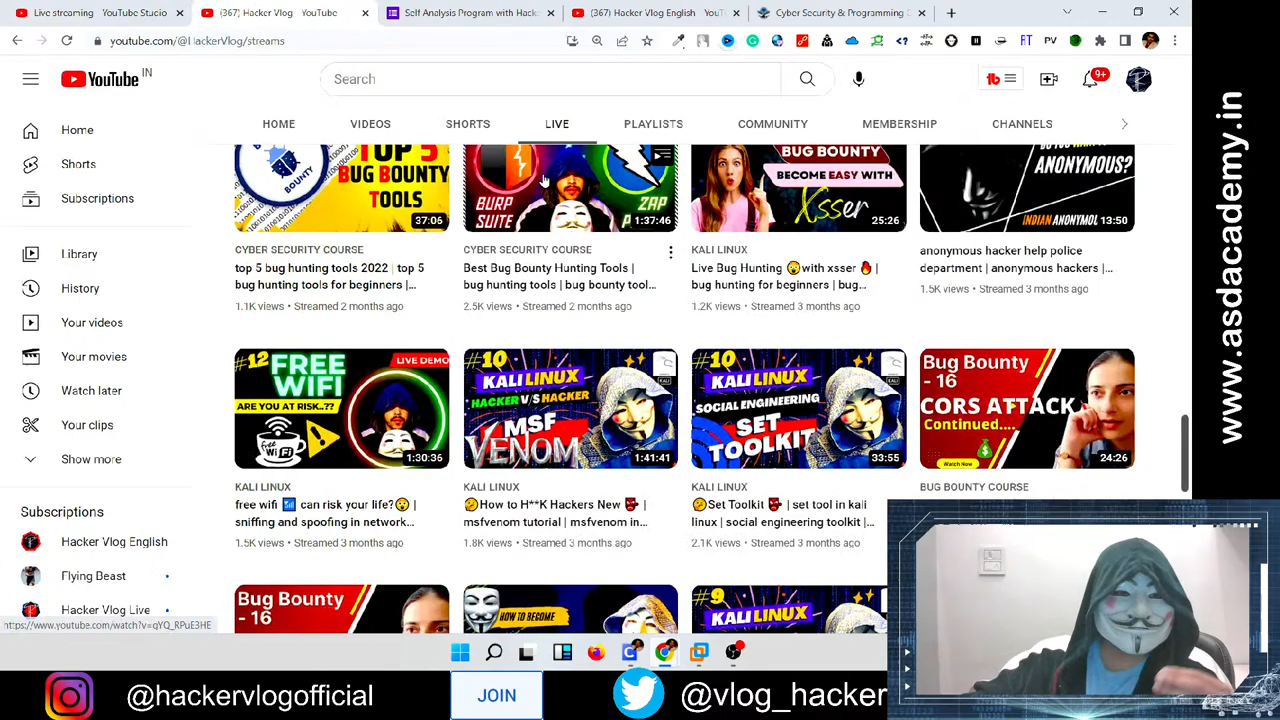 Live streaming - YouTube Studio
(367) Hacker Vlog - YouTube
Self Analysis Program with Hack
(367) Hacker Vlog English - YouT
Cyber Security & Programming C
youtube.com/@HackerVlog/streams
YouTube IN
Search
9+
HOME
VIDEOS
SHORTS
LIVE
PLAYLISTS
COMMUNITY
MEMBERSHIP
CHANNELS
Home
Shorts
Subscriptions
Library
History
Your videos
Your movies
Watch later
Your clips
Show more
Subscriptions
Hacker Vlog English
Flying Beast
Hacker Vlog Live
BOUNTY
TOP 5
BUG BOUNTY
TOOLS
37:06
CYBER SECURITY COURSE
top 5 bug hunting tools 2022 | top 5
bug hunting tools for beginners |...
1.1K views • Streamed 2 months ago
BURP
SUITE
ZAP
1:37:46
CYBER SECURITY COURSE
Best Bug Bounty Hunting Tools |
bug hunting tools | bug bounty tool...
2.5K views • Streamed 2 months ago
BUG BOUNTY
BECOME EASY WITH
Xsser
25:26
KALI LINUX
Live Bug Hunting 😳with xsser 🔥 |
bug hunting for beginners | bug...
1.2K views • Streamed 3 months ago
ANONYMOUS?
INDIAN ANONYMOU
13:50
anonymous hacker help police
department | anonymous hackers |...
1.5K views • Streamed 3 months ago
#12 FREE
WIFI
LIVE DEMO
ARE YOU AT RISK..??
free
WiFi
1:30:36
KALI LINUX
free wifi 📶 can risk your life?😮 |
sniffing and spoofing in network...
1.5K views • Streamed 3 months ago
#10
KALI LINUX
HACKER V/S HACKER
MSF
VENOM
1:41:41
KALI LINUX
🤔How to H**K Hackers New |
msfvenom tutorial | msfvenom in...
1.8K views • Streamed 3 months ago
#10
KALI LINUX
SOCIAL ENGINEERING
SET
TOOLKIT
33:55
KALI LINUX
🤔Set Toolkit | set tool in kali
linux | social engineering toolkit |...
2.1K views • Streamed 3 months ago
Bug Bounty
- 16
CORS ATTACK
Continued....
Watch Now
24:26
BUG BOUNTY COURSE
Bug Bounty
- 16
HOW TO BECOME
#9
KALI LINUX
@hackervlogofficial
JOIN
@vlog_hacker
www.asdacademy.in